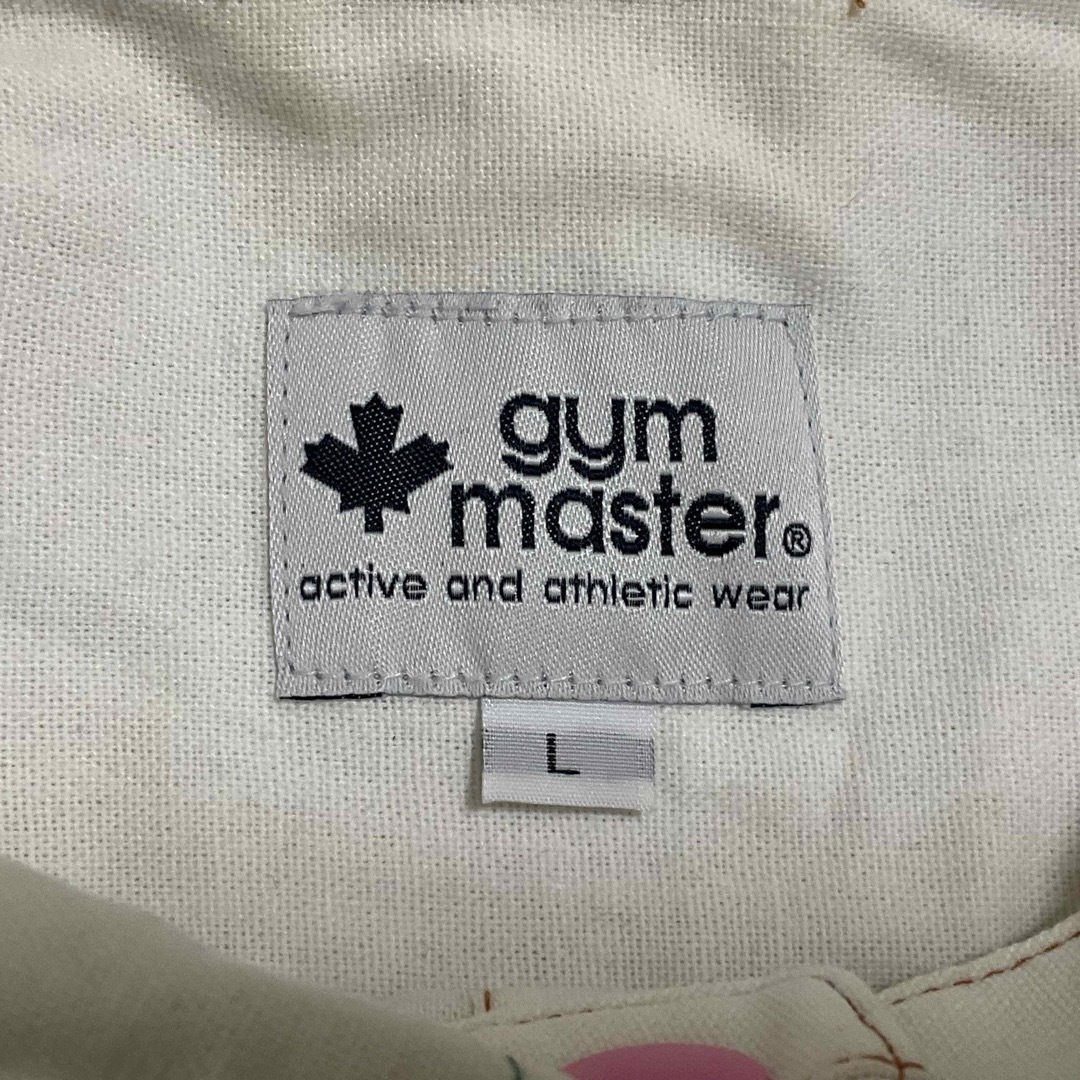 gym
master®
active and athletic wear
L